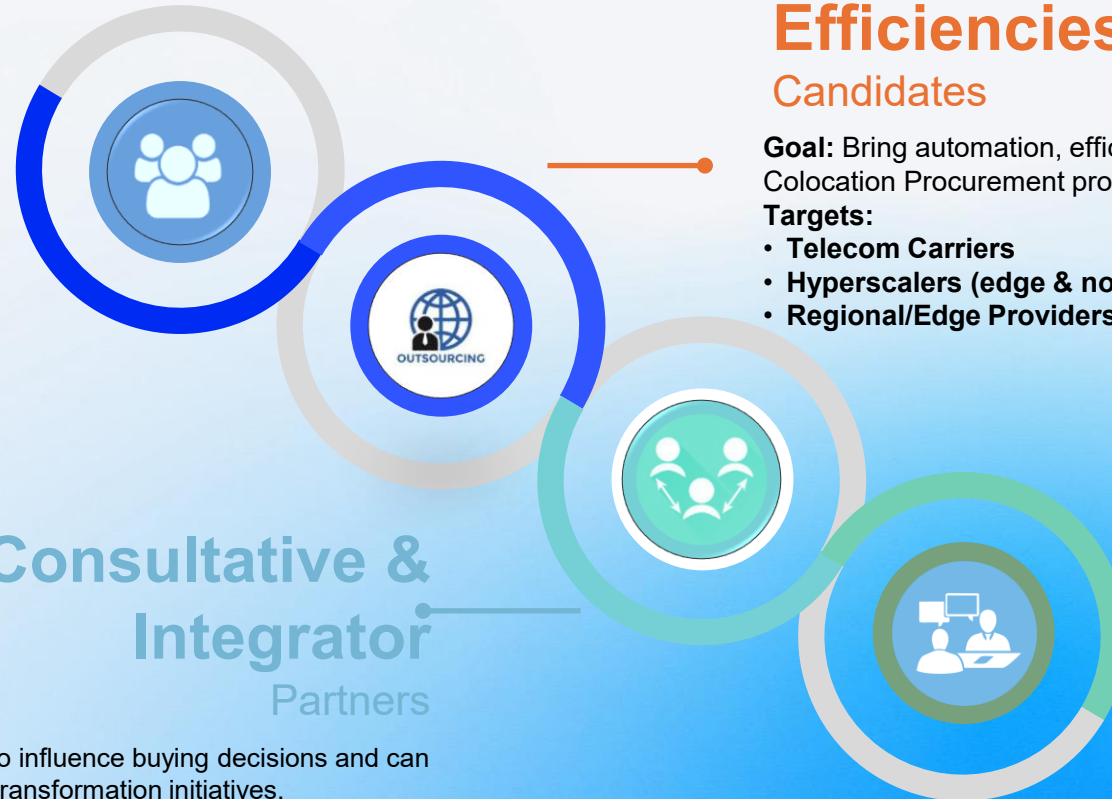 Efficiencies
Candidates
Goal: Bring automation, effic
Colocation Procurement pro
Targets:
• Telecom Carriers
• Hyperscalers (edge & no
• Regional/Edge Providers
OUTSOURCING
Consultative &
Integrator
Partners
o influence buying decisions and can
ransformation initiatives.